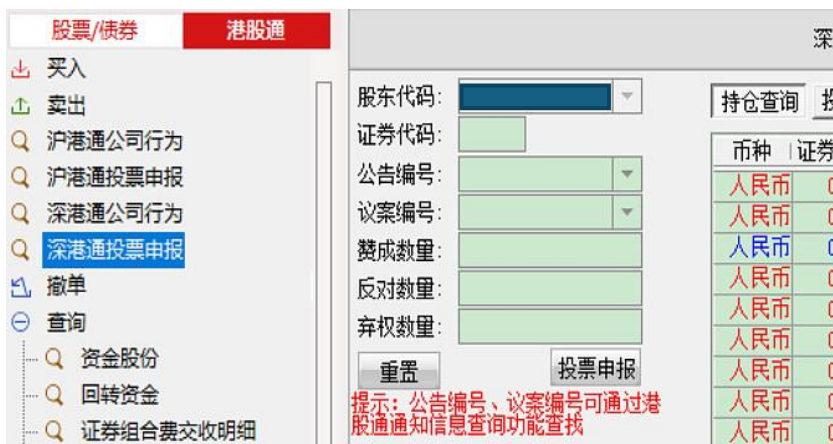 股票/债券 港股通
买入
卖出
沪港通公司行为
沪港通投票申报
深港通公司行为
深港通投票申报
撤单
查询
资金股份
回转资金
证券组合费交收明细
深
股东代码：
证券代码：
公告编号：
议案编号：
赞成数量：
反对数量：
弃权数量：
重置 投票申报
提示：公告编号、议案编号可通过港
股通通知信息查询功能查找
持仓查询
币种 证券
人民币
人民币
人民币
人民币
人民币
人民币
人民币
人民币
人民币